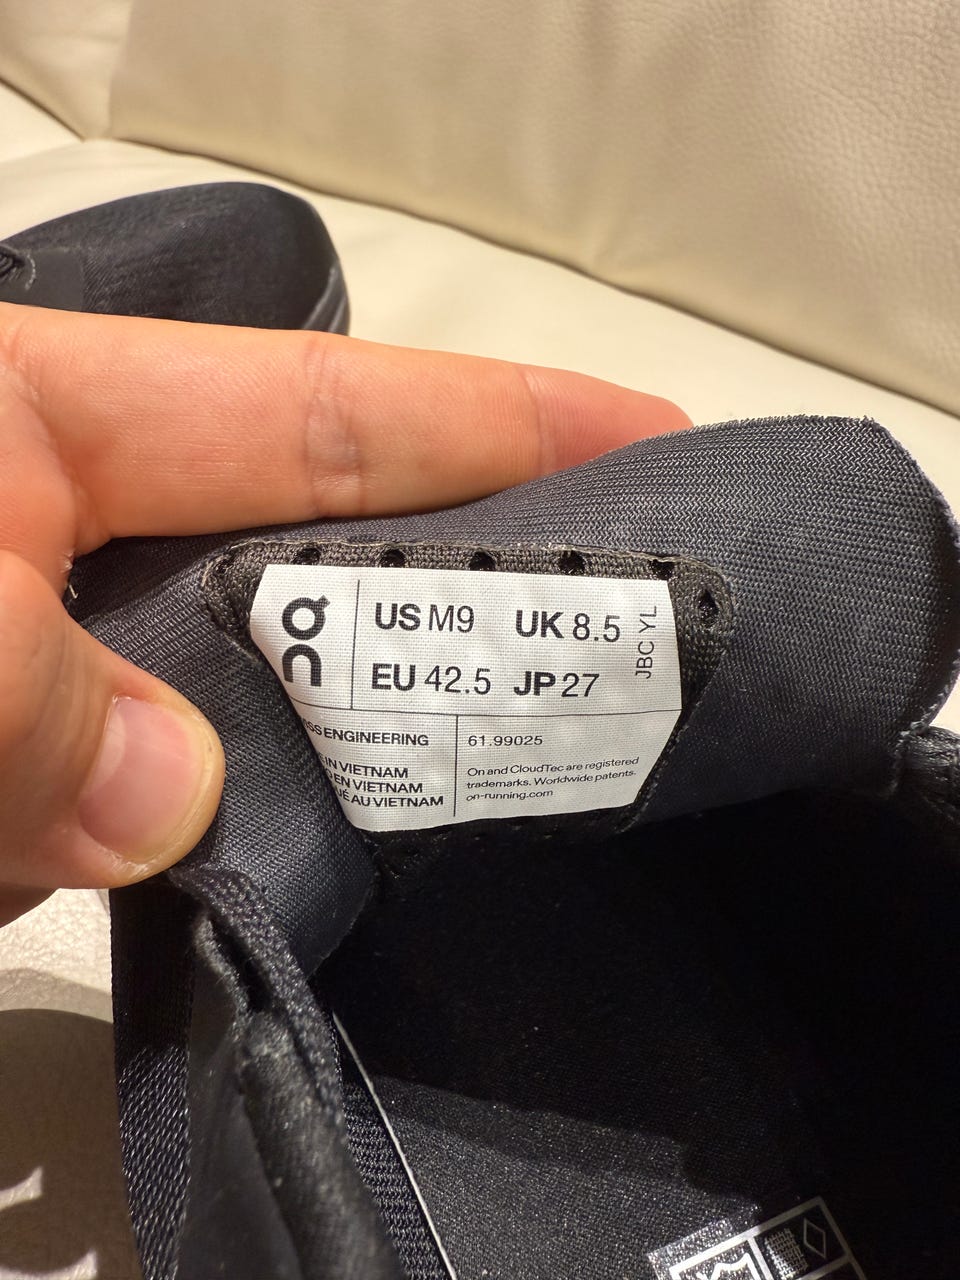 On
US M9 UK 8.5
EU 42.5 JP 27
JBC YL
SS ENGINEERING
61.99025
E IN VIETNAM
EN VIETNAM
AU VIETNAM
On and CloudTec are registered
trademarks. Worldwide patents.
on-running.com